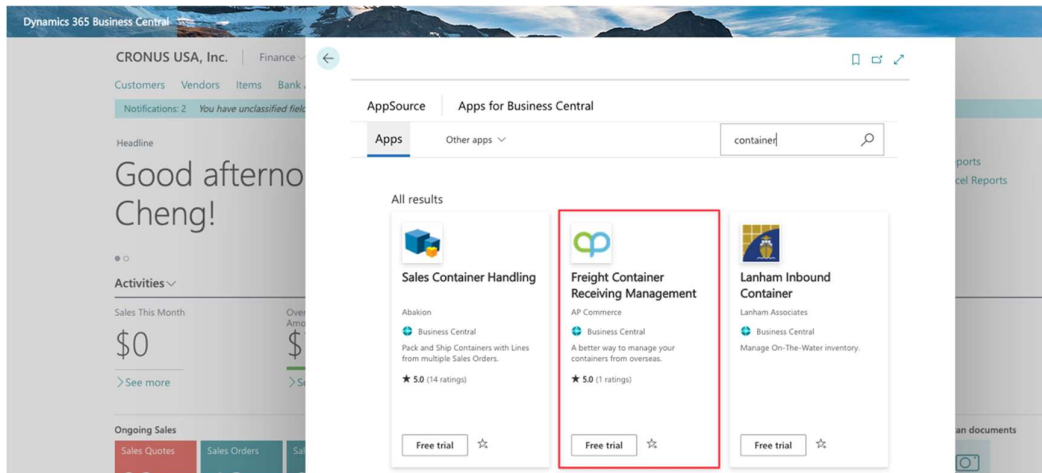 Dynamics 365 Business Central
CRONUS USA, Inc.
Finance
Customers Vendors Items Bank
Notifications: 2 You have unclassified field
Headline
Good afterno
Cheng!
Activities
Sales This Month
Over
Amo
$0
$
See more
Ongoing Sales
Sales Quotes
Sales Orders
Sal
AppSource
Apps for Business Central
Apps
Other apps
container
All results
Sales Container Handling
Abakion
Business Central
Pack and Ship Containers with Lines
from multiple Sales Orders.
★ 5.0 (14 ratings)
Free trial
Freight Container
Receiving Management
AP Commerce
Business Central
A better way to manage your
containers from overseas.
★ 5.0 (1 ratings)
Free trial
Lanham Inbound
Container
Lanham Associates
Business Central
Manage On-The-Water inventory.
Free trial
ports
cel Reports
an documents